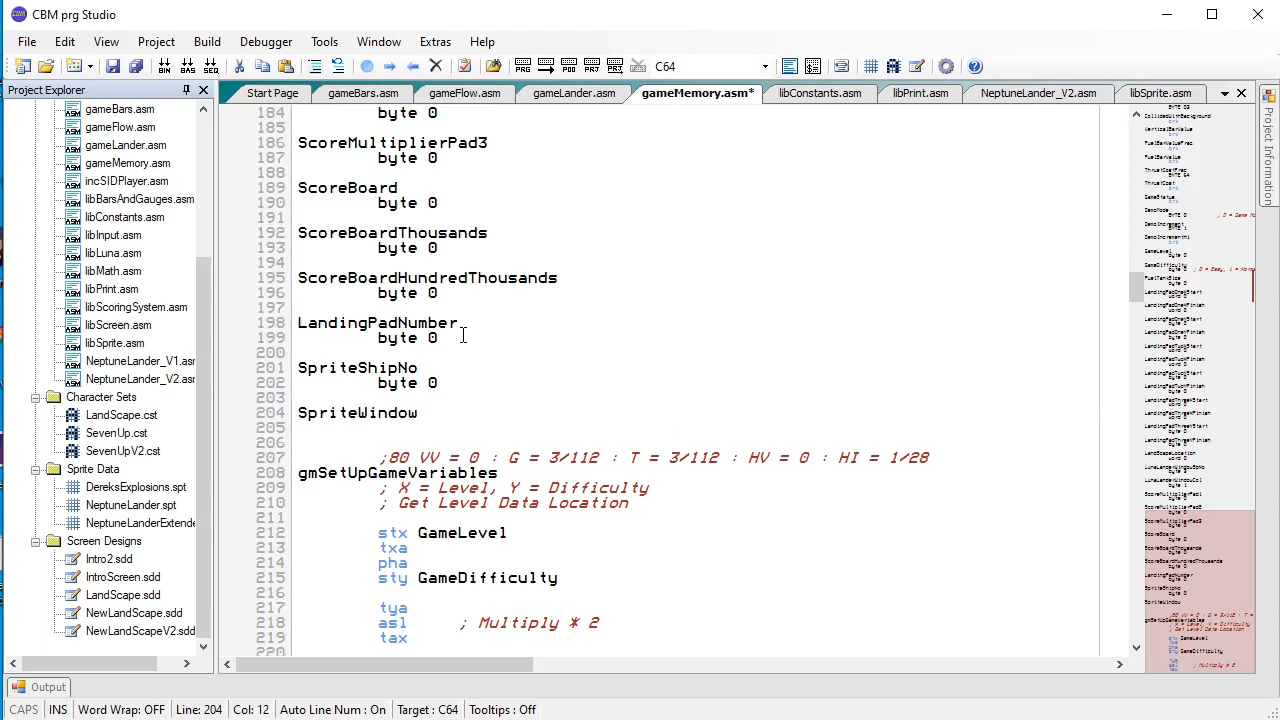 CBM prg Studio
File Edit View Project Build Debugger Tools Window Extras Help
C64
Project Explorer
Start Page gameBars.asm gameFlow.asm gameLander.asm gameMemory.asm* libConstants.asm libPrint.asm NeptuneLander_V2.asm libSprite.asm
gameBars.asm
gameFlow.asm
gameLander.asm
gameMemory.asm
incSIDPlayer.asm
libBarsAndGauges.asm
libConstants.asm
libInput.asm
libLuna.asm
libMath.asm
libPrint.asm
libScoringSystem.asm
libScreen.asm
libSprite.asm
NeptuneLander_V1.asm
NeptuneLander_V2.asm
Character Sets
LandScape.cst
SevenUp.cst
SevenUpV2.cst
Sprite Data
DereksExplosions.spt
NeptuneLander.spt
NeptuneLanderExtende
Screen Designs
Intro2.sdd
IntroScreen.sdd
LandScape.sdd
NewLandScape.sdd
NewLandScapeV2.sdd
184 byte 0
185
186 ScoreMultiplierPad3
187 byte 0
188
189 ScoreBoard
190 byte 0
191
192 ScoreBoardThousands
193 byte 0
194
195 ScoreBoardHundredThousands
196 byte 0
197
198 LandingPadNumber
199 byte 0
200
201 SpriteShipNo
202 byte 0
203
204 SpriteWindow
205
206
207 ;80 VV = 0 : G = 3/112 : T = 3/112 : HV = 0 : HI = 1/28
208 gmSetUpGameVariables
209 ; X = Level, Y = Difficulty
210 ; Get Level Data Location
211
212 stx GameLevel
213 txa
214 pha
215 sty GameDifficulty
216
217 tya
218 asl ; Multiply * 2
219 tax
220
Project Information
Output
CAPS INS Word Wrap: OFF Line: 204 Col: 12 Auto Line Num : On Target : C64 Tooltips : Off